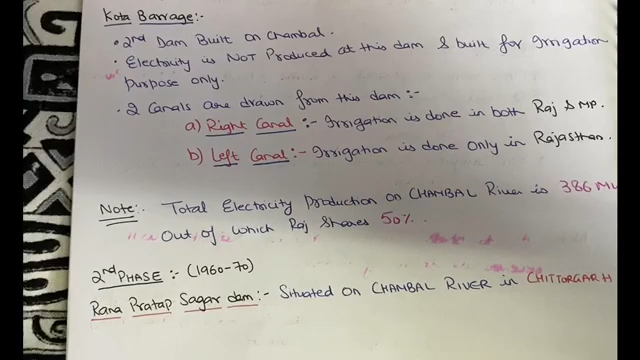 Kota Barrage:-
• 2nd Dam Built on Chambal.
• Electricity is NOT Produced at this dam & built for Irrigation
purpose only.
• 2 Canals are drawn from this dam:-
a) Right Canal:- Irrigation is done in both Raj & MP.
b) Left Canal:- Irrigation is done only in Rajasthan.
Note:- Total Electricity Production on CHAMBAL River is 386 MW
Out of which Raj Shares 50%.
2nd PHASE:- (1960-70)
Rana Pratap Sagar dam:- Situated on CHAMBAL RIVER in CHITTORGARH